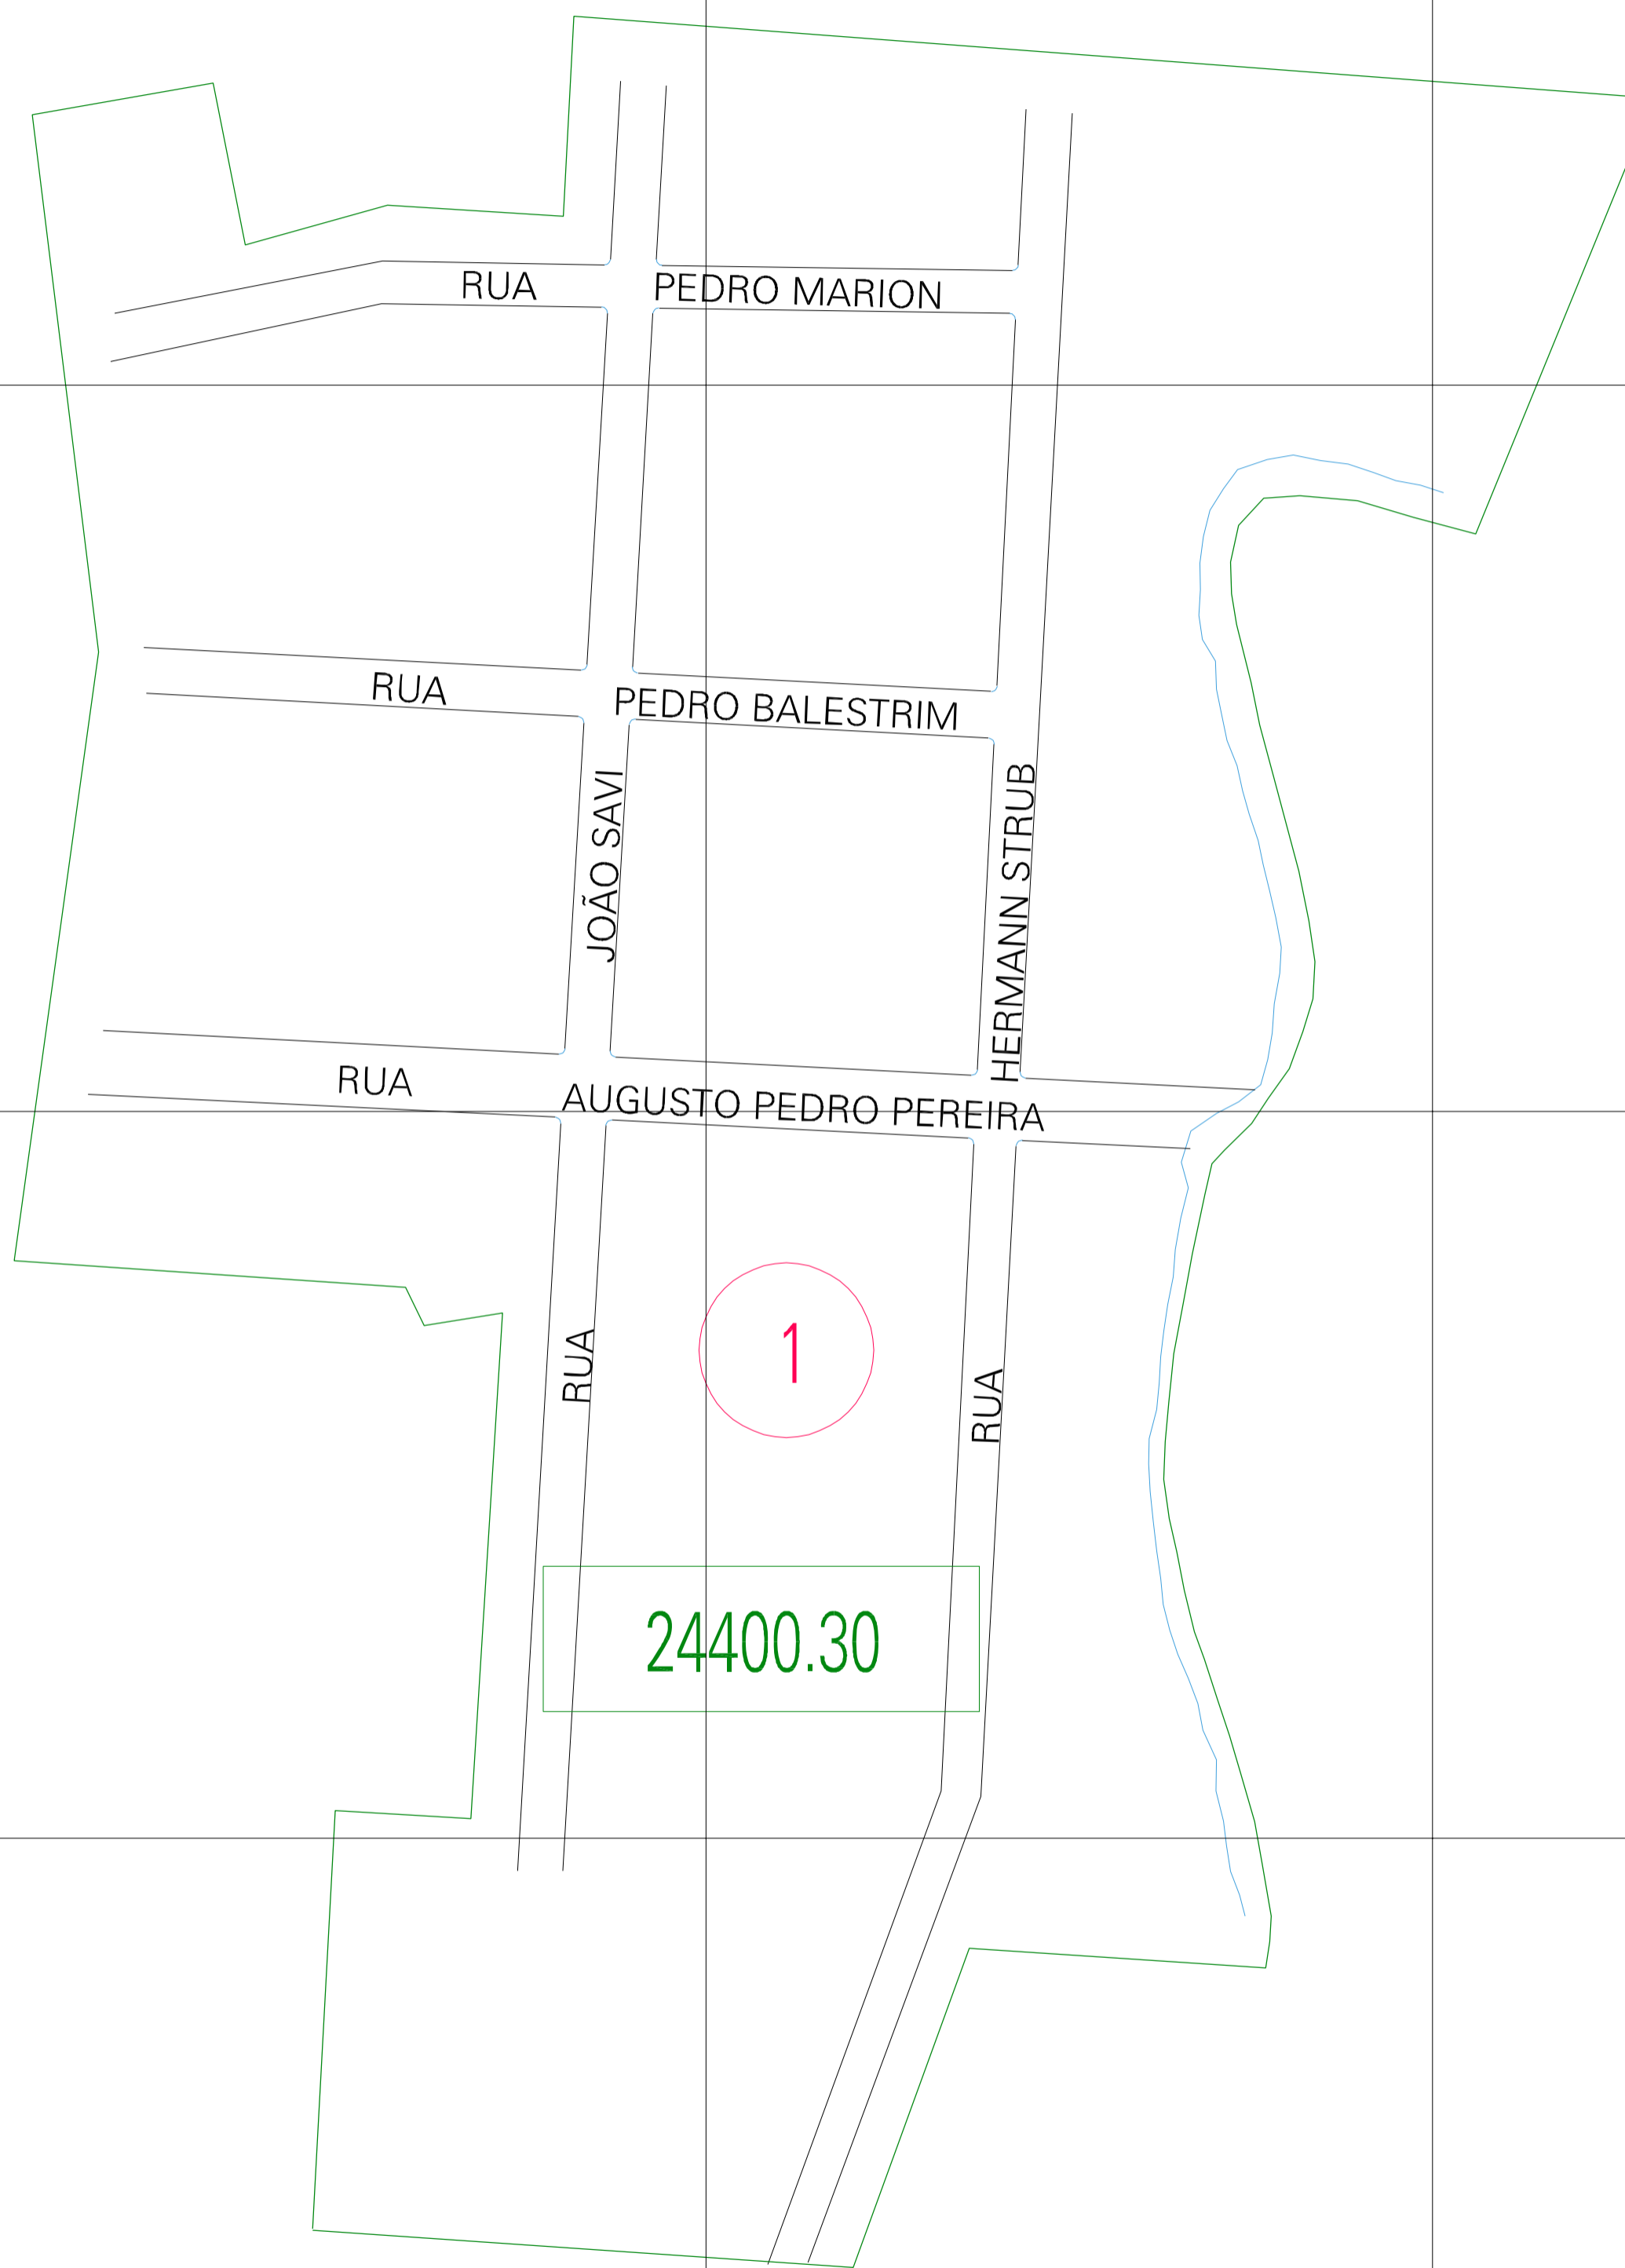 RUA PEDRO MARION
RUA PEDRO BALESTRIM
RUA JOÃO SAVI
RUA HERMANN STRUB
RUA AUGUSTO PEDRO PEREIRA
1
24400.30